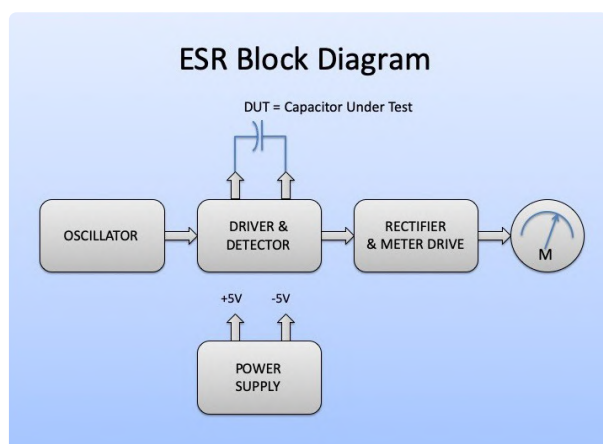 ESR Block Diagram
DUT = Capacitor Under Test
OSCILLATOR
DRIVER &
DETECTOR
RECTIFIER
& METER DRIVE
M
+5V
-5V
POWER
SUPPLY